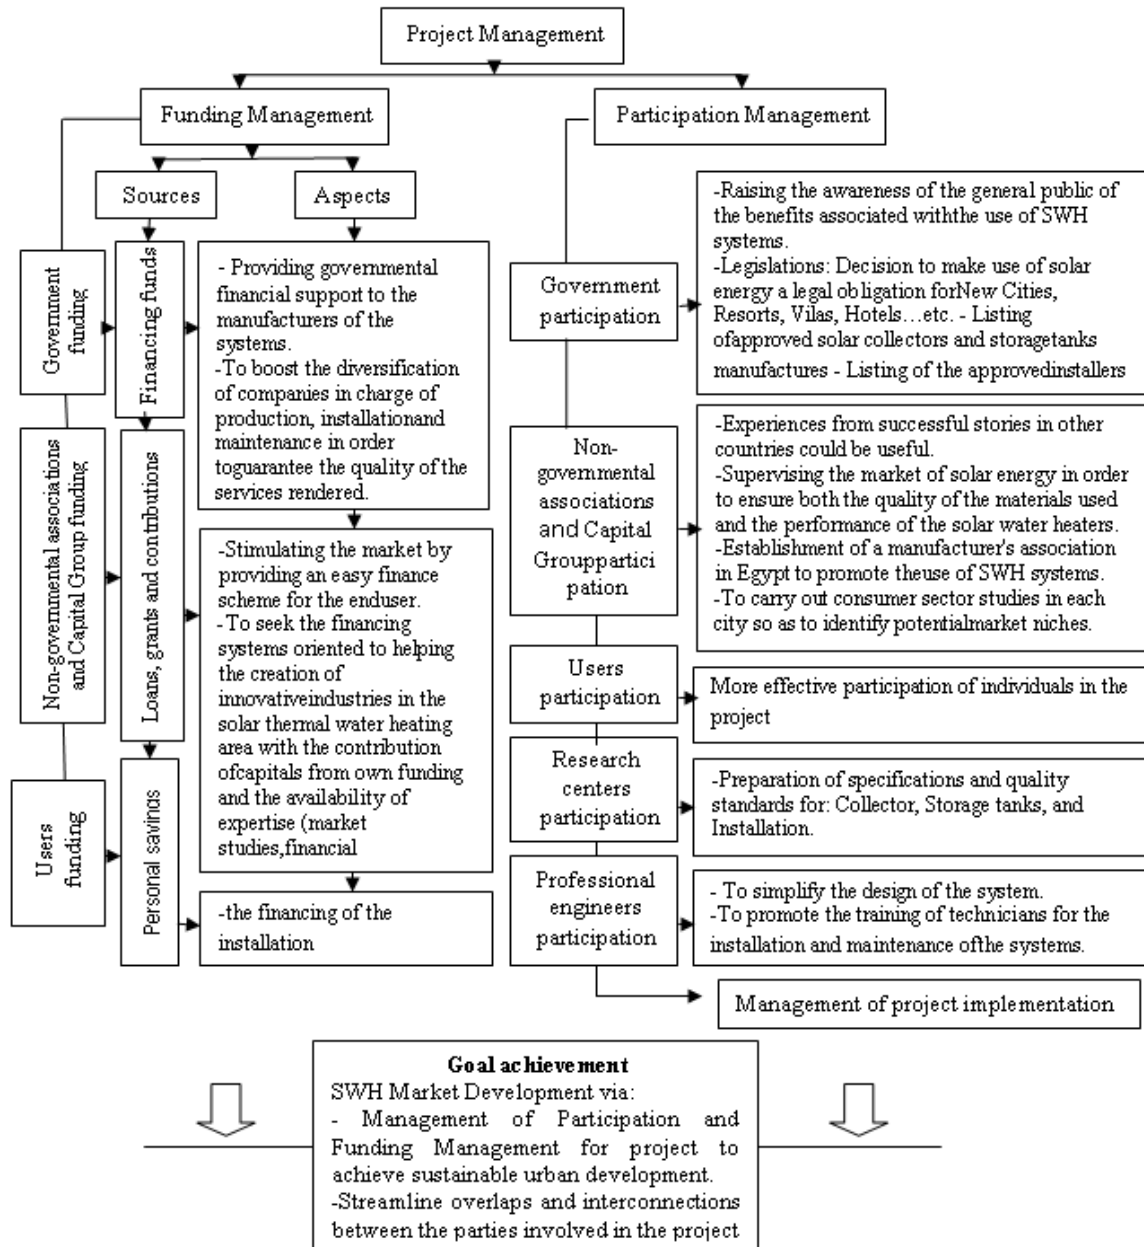 Project Management
Funding Management
Participation Management
Sources
Aspects
Government
funding
Financing funds
- Providing governmental
financial support to the
manufacturers of the
systems.
-To boost the diversification
of companies in charge of
production, installationand
maintenance in order
toguarantee the quality of the
services rendered.
Non-governmental associations
and Capital Group funding
Loans, grants and contributions
-Stimulating the market by
providing an easy finance
scheme for the enduser.
-To seek the financing
systems oriented to helping
the creation of
innovativeindustries in the
solar thermal water heating
area with the contribution
ofcapitals from own funding
and the availability of
expertise (market
studies,financial
Users
funding
Personal savings
-the financing of the
installation
Government
participation
-Raising the awareness of the general public of
the benefits associated withthe use of SWH
systems.
-Legislations: Decision to make use of solar
energy a legal obligation forNew Cities,
Resorts, Vilas, Hotels...etc. - Listing
ofapproved solar collectors and storagetanks
manufactures - Listing of the approvedinstallers
Non-
governmental
associations
and Capital
Grouppartici
pation
-Experiences from successful stories in other
countries could be useful.
-Supervising the market of solar energy in order
to ensure both the quality of the materials used
and the performance of the solar water heaters.
-Establishment of a manufacturer's association
in Egypt to promote theuse of SWH systems.
-To carry out consumer sector studies in each
city so as to identify potentialmarket niches.
Users
participation
More effective participation of individuals in the
project
Research
centers
participation
-Preparation of specifications and quality
standards for: Collector, Storage tanks, and
Installation.
Professional
engineers
participation
- To simplify the design of the system.
-To promote the training of technicians for the
installation and maintenance ofthe systems.
Management of project implementation
Goal achievement
SWH Market Development via:
- Management of Participation and
Funding Management for project to
achieve sustainable urban development.
-Streamline overlaps and interconnections
between the parties involved in the project